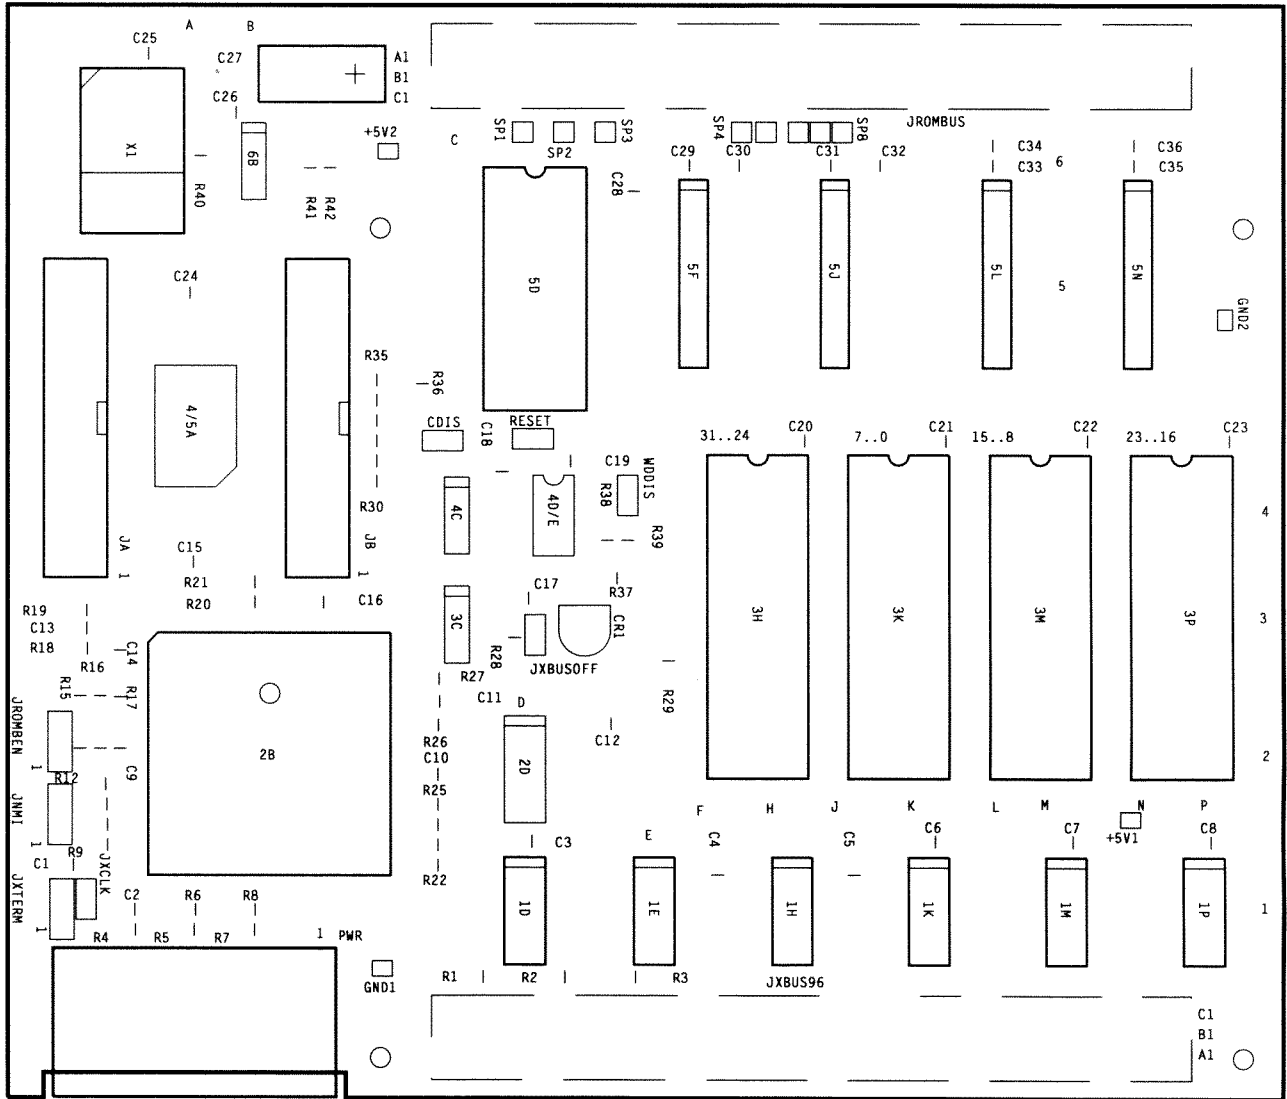 A
B
C25
C27
A1
B1
C1
C26
+5V2
X1
6B
R40
R41
R42
C
SP1
SP2
SP3
SP4
SP8
JROMBUS
C29
C30
C31
C32
C34
C33
6
C36
C35
C28
5D
5F
5J
5L
5
5N
GND2
C24
R35
R36
4/5A
CDIS
C18
RESET
31..24
C20
7..0
C21
15..8
C22
23..16
C23
R30
4C
4D/E
C19
R38
WDDIS
R39
4
JA
1
C15
JB
1
R21
R20
C16
C17
R37
R19
C13
R18
R16
C14
3C
R28
CR1
JXBUSOFF
3H
3K
3M
3P
3
R15
R17
R27
C11
D
R29
JROMBEN
1
C9
2B
R26
C10
R25
2D
C12
2
R12
JNMI
1
F
H
J
K
L
M
N
P
+5V1
C1
R9
JXCLK
JXTERM
1
R22
C3
E
C4
C5
C6
C7
C8
C2
R6
R8
R4
R5
R7
1 PWR
1D
1E
1H
1K
1M
1P
1
GND1
R1
R2
R3
JXBUS96
C1
B1
A1